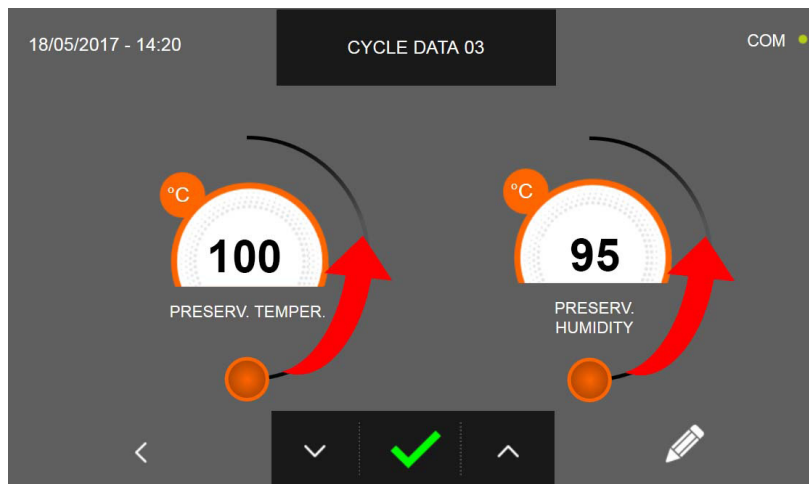 18/05/2017 - 14:20
CYCLE DATA 03
COM
°C
100
PRESERV. TEMPER.
°C
95
PRESERV.
HUMIDITY